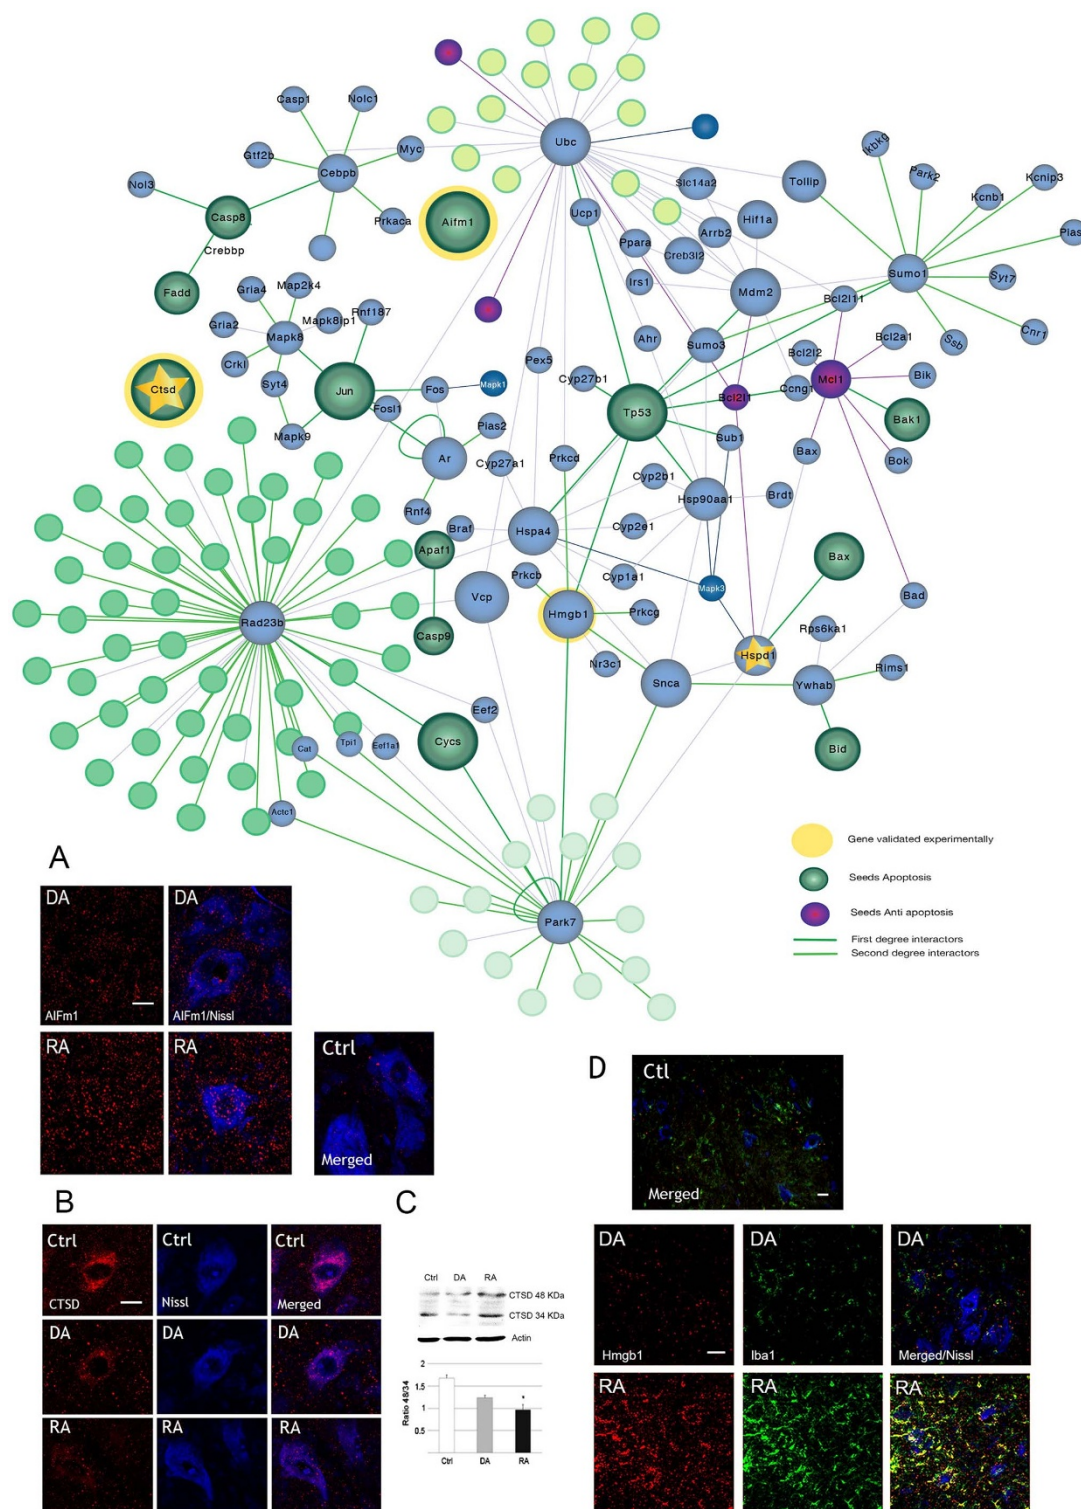 Casp1
Nolc1
Ubc
Ikbkg
Gtf2b
Myc
Park2
Kcnip3
Cebpb
Slc14a2
Tollip
Kcnb1
Nol3
Casp8
Prkaca
Aifm1
Ucp1
Hif1a
Arrb2
Pias
Crebbp
Ppara
Creb3l2
Sumo1
Syt7
Fadd
Gria4
Map2k4
Irs1
Mdm2
Bcl2l11
Gria2
Mapk8ip1
Rnf187
Mapk8
Ahr
Sumo3
Bcl2l2
Bcl2a1
Ssb
Cnr1
Crkl
Pex5
Ctsd
Syt4
Jun
Fos
Mapk1
Cyp27b1
Mcl1
Bik
Fosl1
Tp53
Bcl2l1
Ccng1
Bak1
Mapk9
Pias2
Sub1
Ar
Cyp27a1
Prkcd
Bax
Bok
Cyp2b1
Hsp90aa1
Brdt
Rnf4
Braf
Hspa4
Cyp2e1
Apaf1
Bax
Prkcb
Cyp1a1
Mapk3
Vcp
Bad
Rad23b
Casp9
Hmgb1
Prkcg
Rps6ka1
Nr3c1
Hspd1
Rims1
Snca
Ywhab
Eef2
Cat
Tpi1
Eef1a1
Cycs
Bid
Actc1
Park7
Gene validated experimentally
Seeds Apoptosis
Seeds Anti apoptosis
First degree interactors
Second degree interactors
A
DA
DA
AIFm1
AIFm1/Nissl
RA
RA
Ctrl
Merged
B
Ctrl
Ctrl
Ctrl
CTSD
Nissl
Merged
DA
DA
DA
RA
RA
RA
C
Ctrl
DA
RA
CTSD 48 KDa
CTSD 34 KDa
Actin
2
1.5
1
0.5
Ratio 48/34
*
Ctrl
DA
RA
D
Ctl
Merged
DA
DA
DA
Hmgb1
Iba1
Merged/Nissl
RA
RA
RA